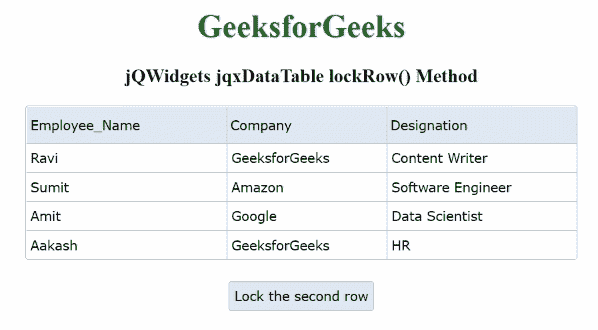 GeeksforGeeks
jQWidgets jqxDataTable lockRow() Method
Employee_Name Company Designation
Ravi GeeksforGeeks Content Writer
Sumit Amazon Software Engineer
Amit Google Data Scientist
Aakash GeeksforGeeks HR
Lock the second row